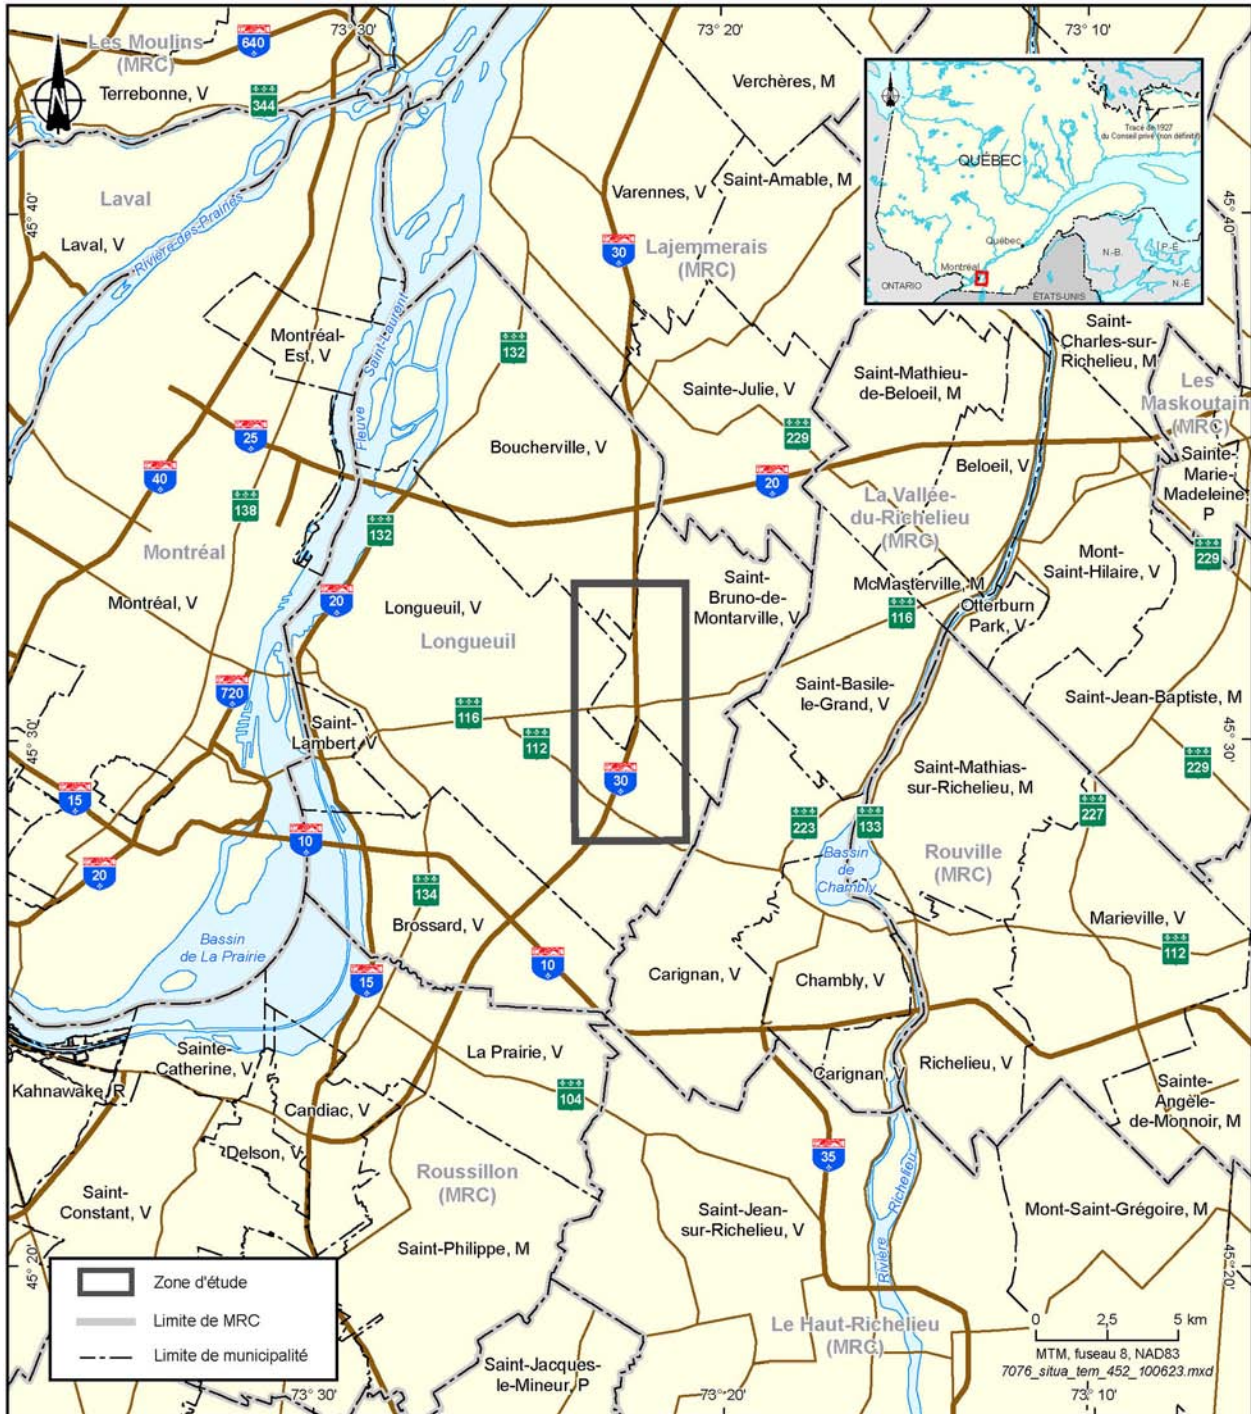 73° 30'
73° 20'
73° 10'
Les Moulins
(MRC)
640
Terrebonne, V
344
N
Verchères, M
Tracé de 1927
du Conseil privé (non définitif)
QUÉBEC
Québec
Montréal
ONTARIO
ÉTATS-UNIS
N.-B.
Î.-P.-É.
N.-É.
Varennes, V
Saint-Amable, M
45° 40'
45° 40'
Laval
Laval, V
Rivière-des-Prairies
30
Lajemmerais
(MRC)
Montréal-
Est, V
Fleuve
Saint-Laurent
132
Saint-
Charles-sur-
Richelieu, M
Sainte-Julie, V
Saint-Mathieu-
de-Beloeil, M
Les
Maskoutain
(MRC)
25
229
Boucherville, V
Beloeil, V
Sainte-
Marie-
Madeleine
P
40
138
20
La Vallée-
du-Richelieu
(MRC)
132
Montréal
Mont-
Saint-Hilaire, V
229
Montréal, V
20
Longueuil, V
Saint-
Bruno-de-
Montarville, V
McMasterville, M
116
Otterburn
Park, V
Longueuil
720
116
Saint-Basile-
le-Grand, V
Saint-Jean-Baptiste, M
Saint-
Lambert, V
112
45° 30'
45° 30'
229
30
Saint-Mathias-
sur-Richelieu, M
15
223
133
227
10
20
Bassin
de
Chambly
Rouville
(MRC)
134
Brossard, V
Marieville, V
112
Bassin
de La Prairie
10
15
Carignan, V
Chambly, V
La Prairie, V
Sainte-
Catherine, V
Kahnawake, R
Richelieu, V
Carignan, V
104
Candiac, V
Sainte-
Angèle-
de-Monnoir, M
Delson, V
35
Roussillon
(MRC)
Saint-
Constant, V
Saint-Jean-
sur-Richelieu, V
Rivière
Richelieu
Mont-Saint-Grégoire, M
Saint-Philippe, M
45° 20'
45° 20'
Zone d'étude
Limite de MRC
Limite de municipalité
Le Haut-Richelieu
(MRC)
0 2,5 5 km
MTM, fuseau 8, NAD83
7076_situa_tem_452_100623.mxd
Saint-Jacques-
le-Mineur, P
73° 30'
73° 20'
73° 10'